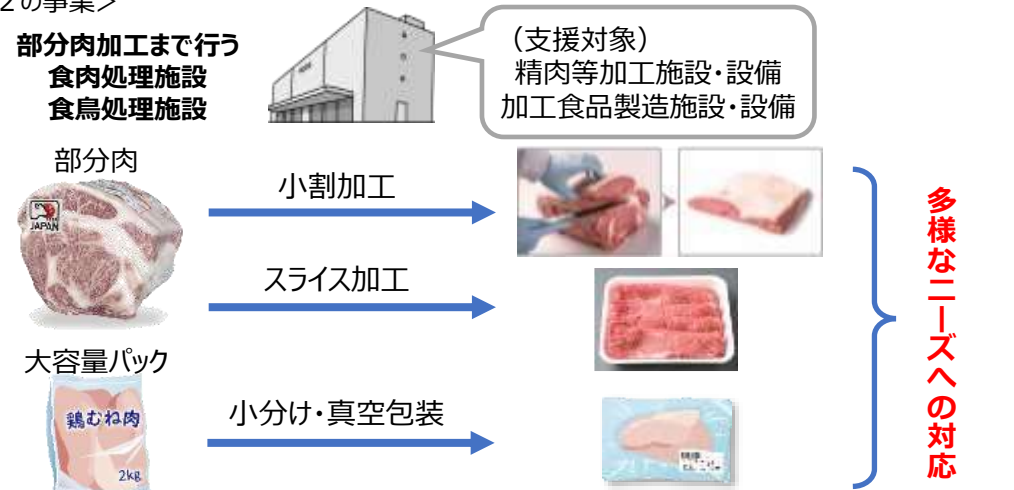 2の事業>
部分肉加工まで行う
食肉処理施設
食鳥処理施設
(支援対象)
精肉等加工施設・設備
加工食品製造施設・設備
部分肉
JAPAN
小割加工
スライス加工
大容量パック
鶏むね肉
2kg
小分け・真空包装
多様なニーズへの対応